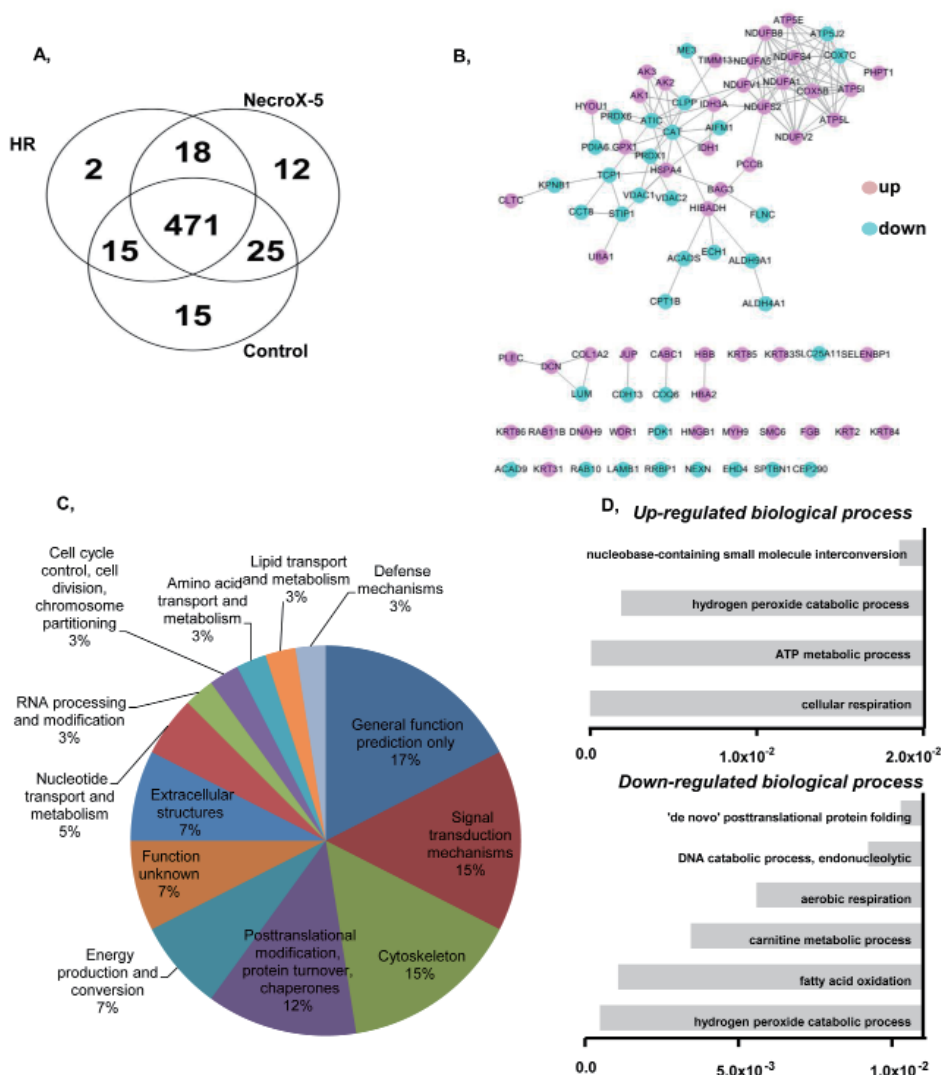 A,
HR
NecroX-5
2
18
12
471
15
25
15
Control
B,
ATP5E
NDUFB8
ATP5J2
ME3
TIMM13
NDUFA5
NDUFS4
COX7C
AK3
AK2
NDUFV1
NDUFA1
PHPT1
HYOU1
AK1
CLPP
IDH3A
NDUFS2
COX5B
ATP5I
PRDX6
ATIC
AIFM1
ATP5L
CAT
NDUFV2
PDIA6
GPX1
PRDX1
IDH1
HSPA4
PCCB
up
KPNB1
TCP1
VDAC1
VDAC2
BAG3
CLTC
HIBADH
CCT8
STIP1
FLNC
down
UBA1
ACADS
ECH1
ALDH9A1
CPT1B
ALDH4A1
PLEC
DCN
COL1A2
JUP
CABC1
HBB
KRT85
KRT83
SLC25A11
SELENBP1
LUM
CDH13
COQ6
HBA2
KRT86 RAB11B DNAH9 WDR1 PDK1 HMGB1 MYH9 SMC6 FGB KRT2 KRT84
ACAD9 KRT31 RAB10 LAMB1 RRBP1 NEXN EHD4 SPTBN1 CEP290
C,
Cell cycle
control, cell
division,
chromosome
partitioning
3%
Amino acid
transport and
metabolism
3%
Lipid transport
and metabolism
3%
Defense
mechanisms
3%
RNA processing
and modification
3%
Nucleotide
transport and
metabolism
5%
Extracellular
structures
7%
Function
unknown
7%
Energy
production and
conversion
7%
Posttranslational
modification,
protein turnover,
chaperones
12%
Cytoskeleton
15%
Signal
transduction
mechanisms
15%
General function
prediction only
17%
D,
Up-regulated biological process
nucleobase-containing small molecule interconversion
hydrogen peroxide catabolic process
ATP metabolic process
cellular respiration
0.0 1.0x10⁻² 2.0x10⁻²
Down-regulated biological process
'de novo' posttranslational protein folding
DNA catabolic process, endonucleolytic
aerobic respiration
carnitine metabolic process
fatty acid oxidation
hydrogen peroxide catabolic process
0.0 5.0x10⁻³ 1.0x10⁻²